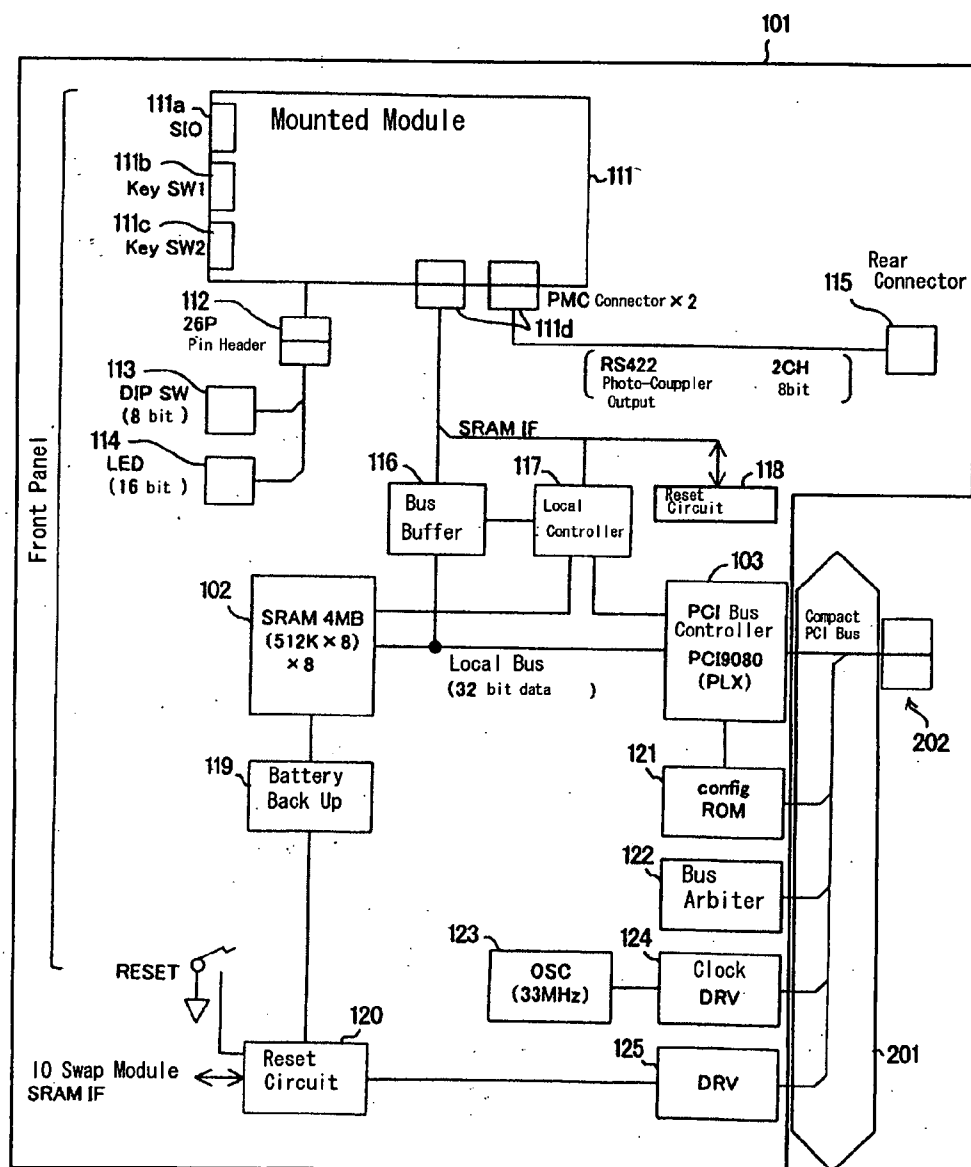 101
111a
SIO
Mounted Module
111b
Key SW1
111
111c
Key SW2
Rear
Connector
115
112
26P
Pin Header
PMC Connector × 2
111d
113
DIP SW
(8 bit )
RS422 2CH
Photo-Couppler 8bit
Output
114
LED
(16 bit )
SRAM IF
116
117
118
Reset
Circuit
Bus
Buffer
Local
Controller
Front Panel
103
102
SRAM 4MB
(512K × 8)
× 8
PCI Bus
Controller
PCI9080
(PLX)
Compact
PCI Bus
Local Bus
(32 bit data )
202
119
Battery
Back Up
121
config
ROM
122
Bus
Arbiter
123
OSC
(33MHz)
124
Clock
DRV
RESET
120
Reset
Circuit
125
DRV
201
IO Swap Module
SRAM IF